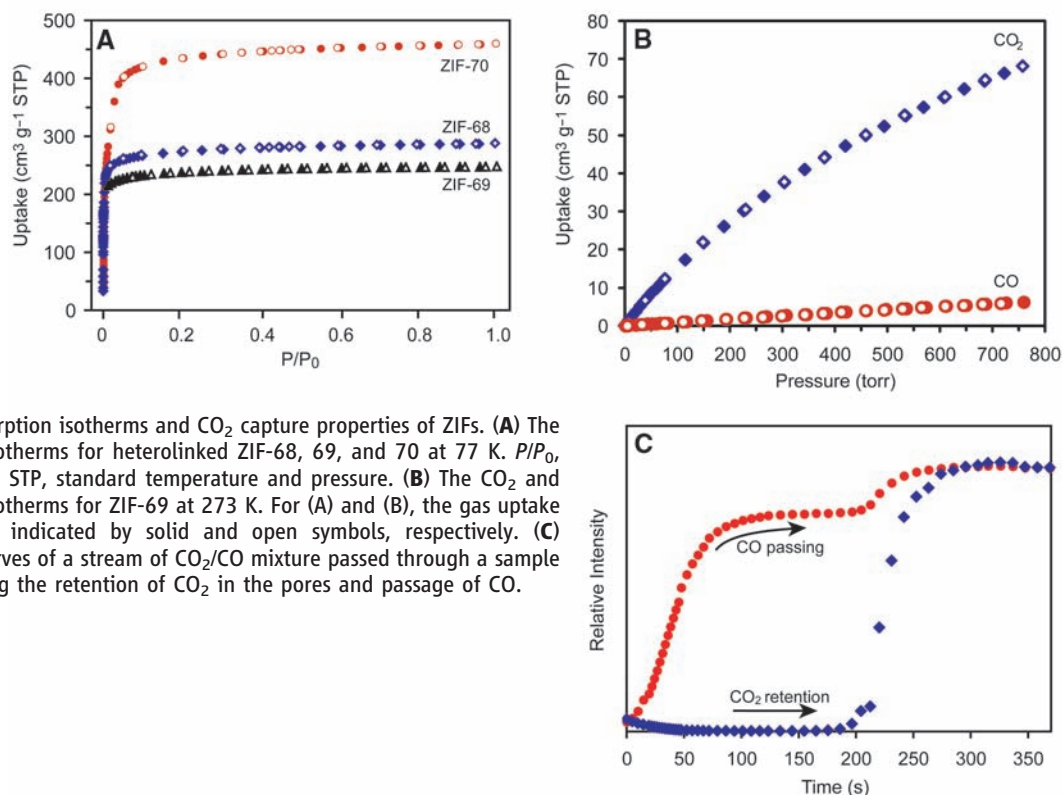 A
500
400
300
200
100
0
Uptake (cm³ g⁻¹ STP)
ZIF-70
ZIF-68
ZIF-69
0 0.2 0.4 0.6 0.8 1.0
P/P₀
B
80
70
60
50
40
30
20
10
0
Uptake (cm³ g⁻¹ STP)
CO₂
CO
0 100 200 300 400 500 600 700 800
Pressure (torr)
rption isotherms and CO₂ capture properties of ZIFs. (A) The
otherms for heterolinked ZIF-68, 69, and 70 at 77 K. P/P₀,
STP, standard temperature and pressure. (B) The CO₂ and
otherms for ZIF-69 at 273 K. For (A) and (B), the gas uptake
indicated by solid and open symbols, respectively. (C)
rves of a stream of CO₂/CO mixture passed through a sample
g the retention of CO₂ in the pores and passage of CO.
C
Relative Intensity
CO passing
CO₂ retention
0 50 100 150 200 250 300 350
Time (s)